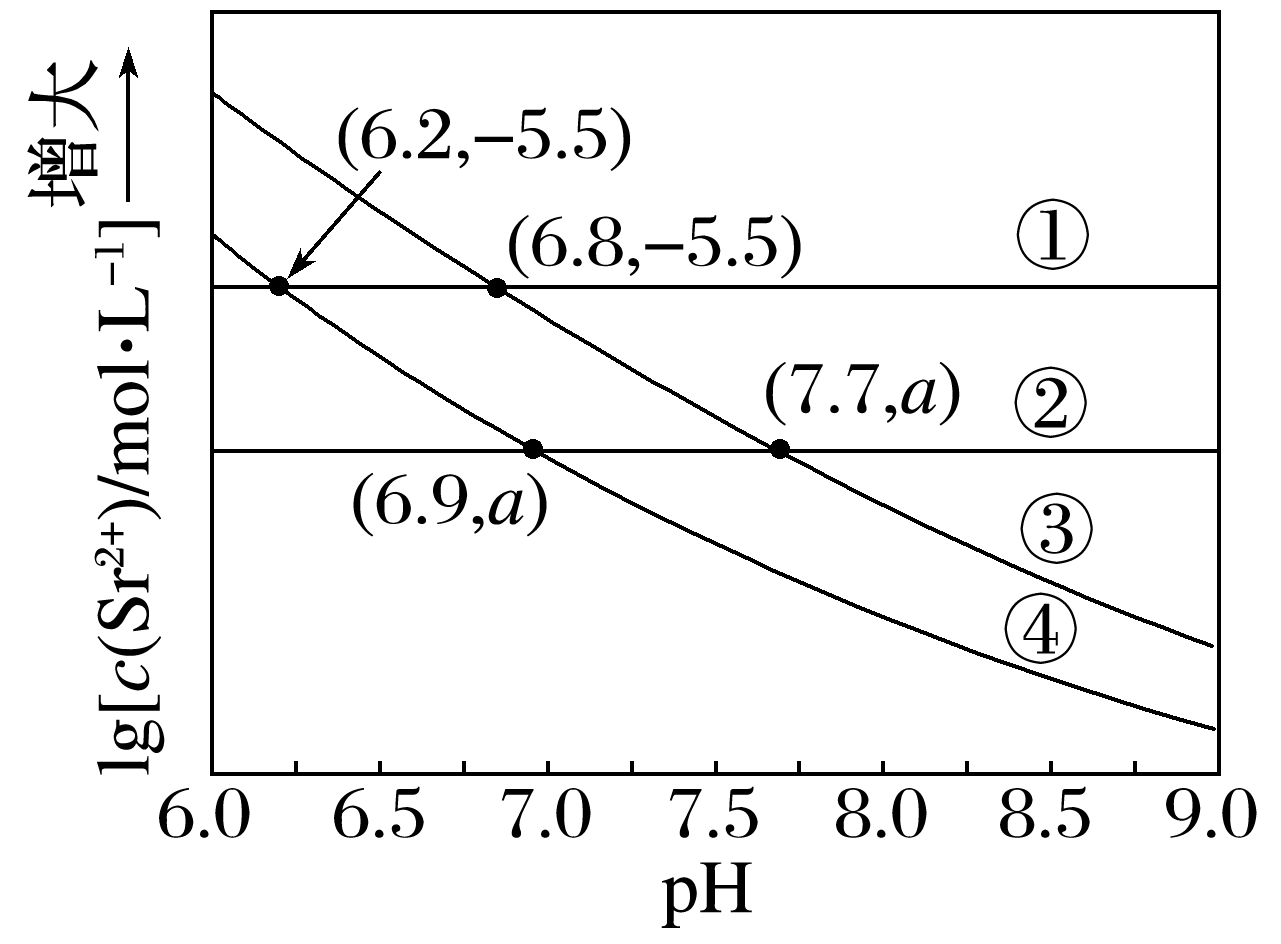 lg[c(Sr²⁺)/mol·L⁻¹] 增大
(6.2,−5.5)
(6.8,−5.5)
①
(7.7,a)
②
(6.9,a)
③
④
6.0 6.5 7.0 7.5 8.0 8.5 9.0
pH